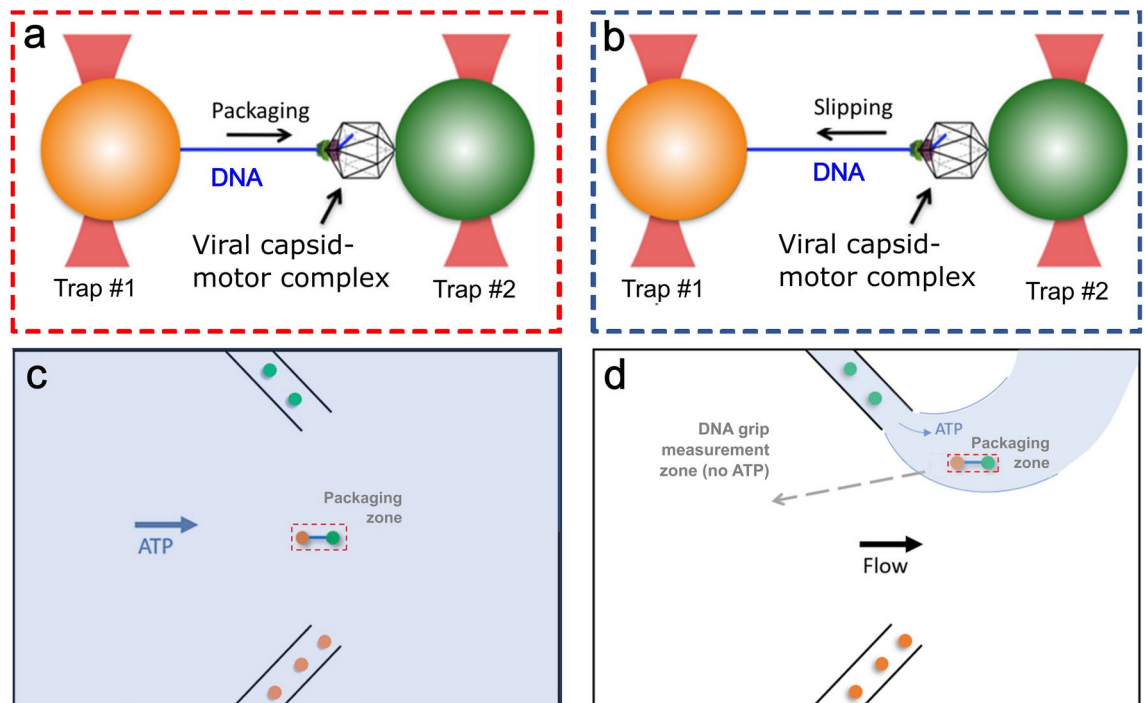 a
Packaging
DNA
Viral capsid-
motor complex
Trap #1
Trap #2
b
Slipping
DNA
Viral capsid-
motor complex
Trap #1
Trap #2
c
Packaging
zone
ATP
d
DNA grip
measurement
zone (no ATP)
ATP
Packaging
zone
Flow